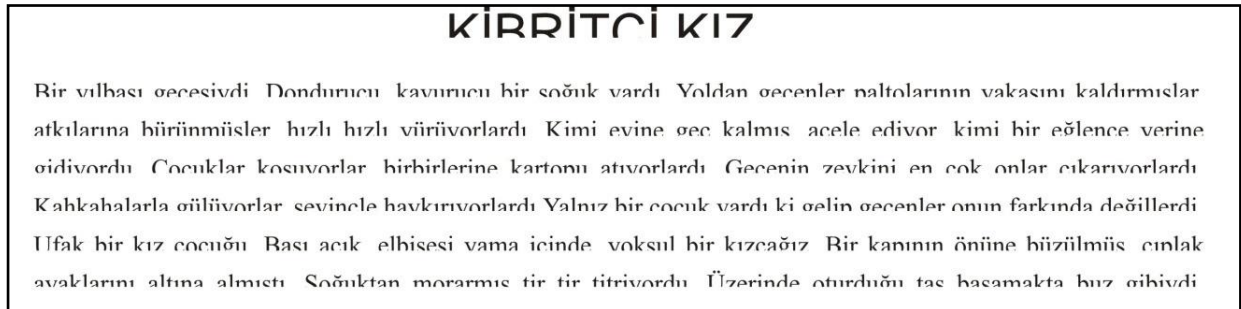 KİBRİTÇİ KIZ
Bir yılbaşı gecesiydi. Dondurucu, kavurucu bir soğuk vardı. Yoldan geçenler paltolarının yakasını kaldırmışlar,
atkılarına bürünmüşler, hızlı hızlı yürüyorlardı. Kimi evine geç kalmış, acele ediyor, kimi bir eğlence yerine
gidiyordu. Çocuklar koşuyorlar, birbirlerine kartopu atıyorlardı. Gecenin zevkini en çok onlar çıkarıyorlardı.
Kahkahalarla gülüyorlar, sevinçle haykırıyorlardı.Yalnız bir çocuk vardı ki gelip geçenler onun farkında değillerdi.
Ufak bir kız çocuğu. Başı açık, elbisesi yama içinde, yoksul bir kızcağız. Bir kapının önüne büzülmüş, çıplak
ayaklarını altına almıştı. Soğuktan morarmış tir tir titriyordu. Üzerinde oturduğu taş basamakta buz gibiydi.